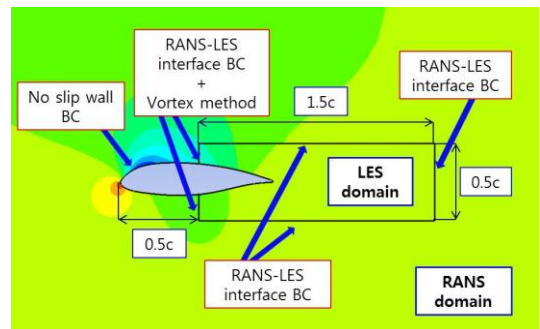 RANS-LES
interface BC
+
Vortex method
No slip wall
BC
RANS-LES
interface BC
1.5c
LES
domain
0.5c
0.5c
RANS-LES
interface BC
RANS
domain